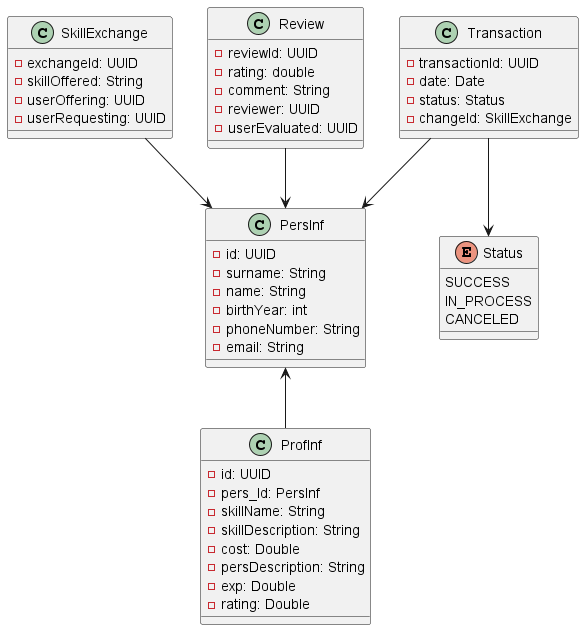 C SkillExchange
exchangeId: UUID
skillOffered: String
userOffering: UUID
userRequesting: UUID
C Review
reviewId: UUID
rating: double
comment: String
reviewer: UUID
userEvaluated: UUID
C Transaction
transactionId: UUID
date: Date
status: Status
changeId: SkillExchange
C PersInf
id: UUID
surname: String
name: String
birthYear: int
phoneNumber: String
email: String
E Status
SUCCESS
IN_PROCESS
CANCELED
C ProfInf
id: UUID
pers_Id: PersInf
skillName: String
skillDescription: String
cost: Double
persDescription: String
exp: Double
rating: Double